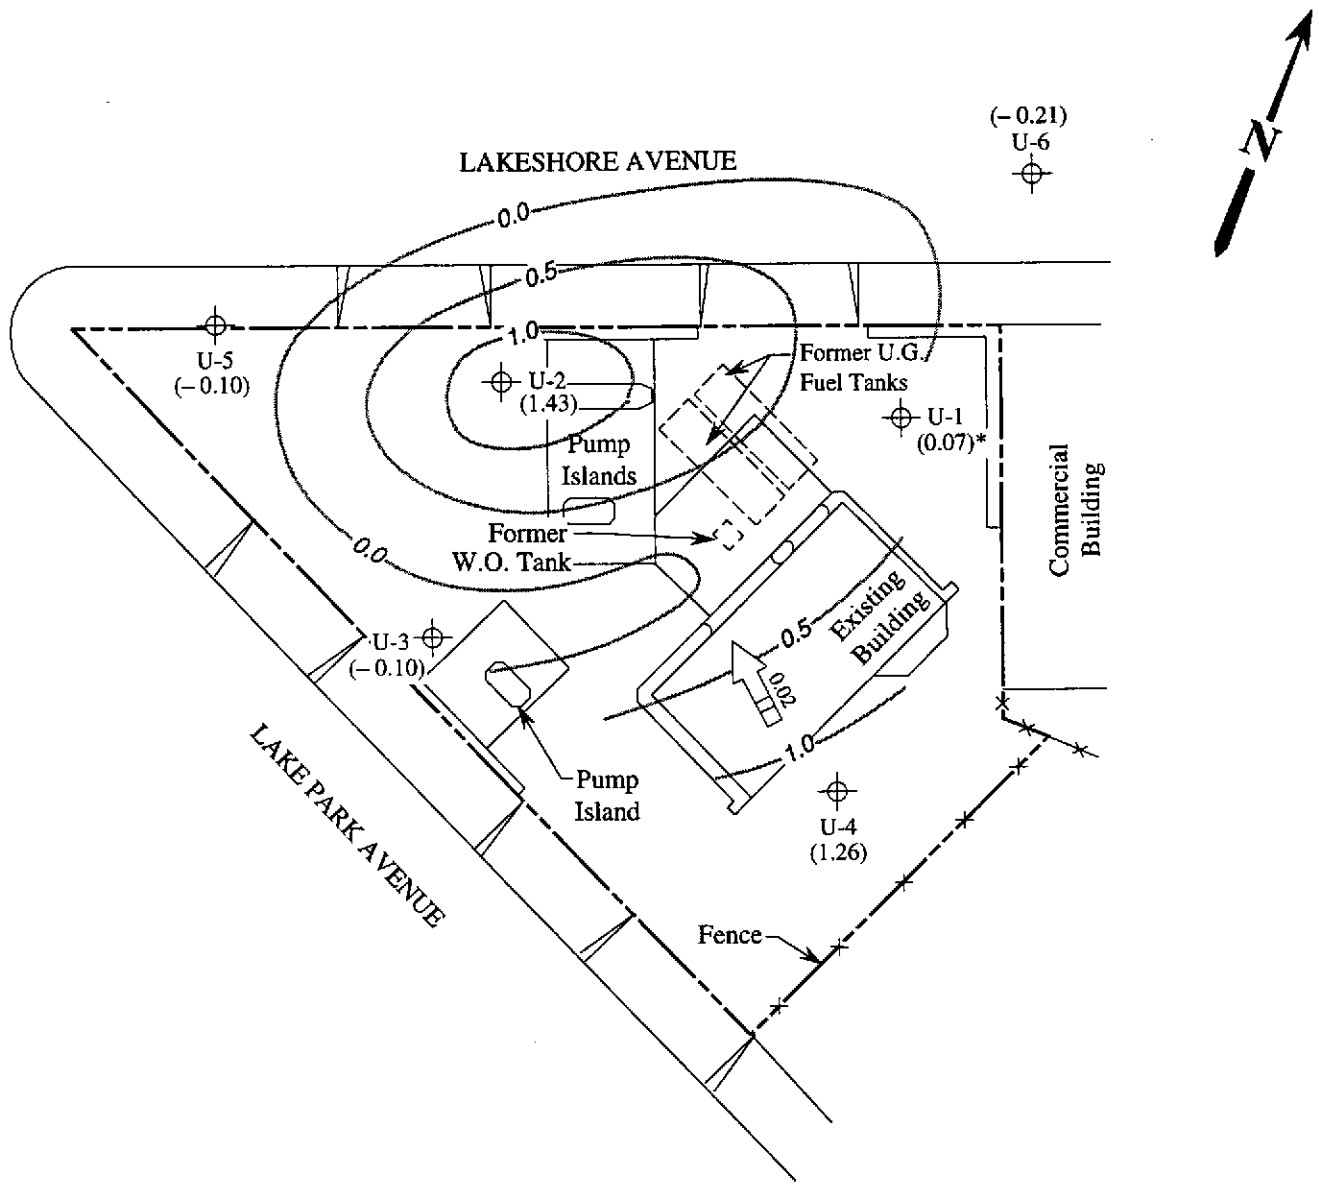 (– 0.21)
U-6
N
LAKESHORE AVENUE
0.0
0.5
1.0
U-5
(– 0.10)
U-2
(1.43)
Former U.G.
Fuel Tanks
U-1
(0.07)*
Pump
Islands
Commercial
Building
Former
W.O. Tank
0.0
Existing
Building
0.5
U-3
(– 0.10)
0.02
1.0
LAKE PARK AVENUE
Pump
Island
U-4
(1.26)
Fence